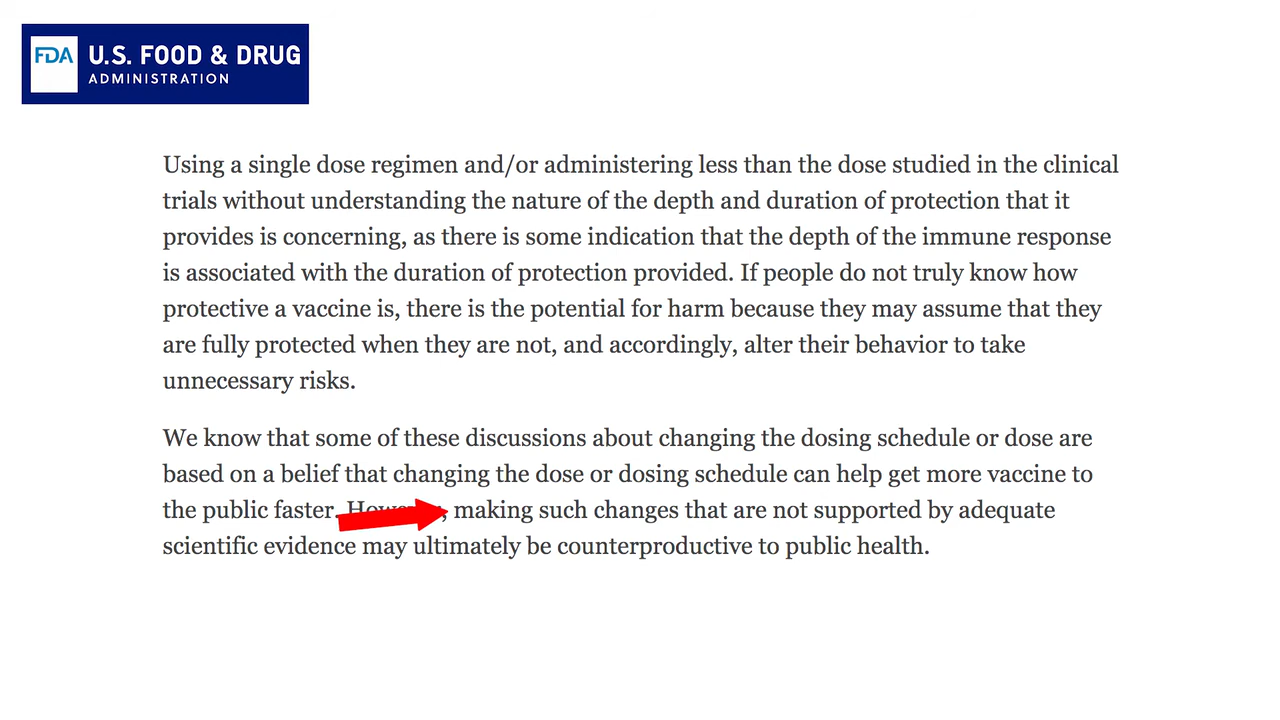 FDA U.S. FOOD & DRUG
ADMINISTRATION
Using a single dose regimen and/or administering less than the dose studied in the clinical
trials without understanding the nature of the depth and duration of protection that it
provides is concerning, as there is some indication that the depth of the immune response
is associated with the duration of protection provided. If people do not truly know how
protective a vaccine is, there is the potential for harm because they may assume that they
are fully protected when they are not, and accordingly, alter their behavior to take
unnecessary risks.
We know that some of these discussions about changing the dosing schedule or dose are
based on a belief that changing the dose or dosing schedule can help get more vaccine to
the public faster. However, making such changes that are not supported by adequate
scientific evidence may ultimately be counterproductive to public health.